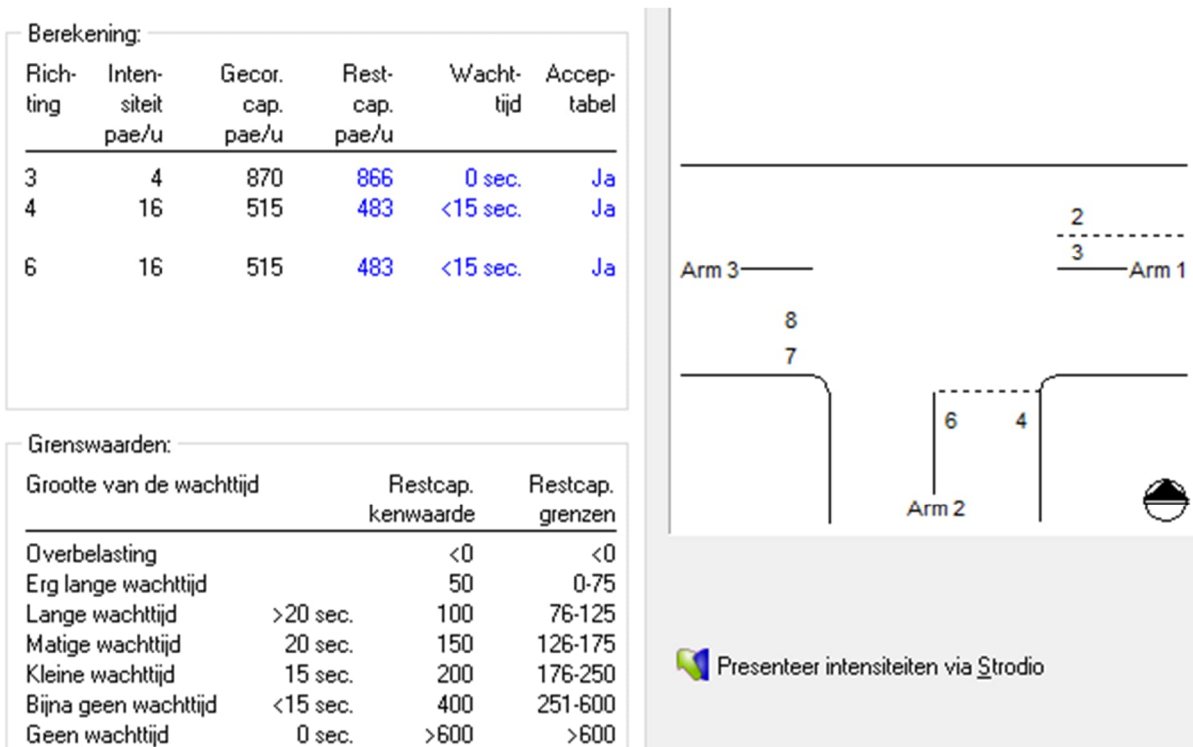 Berekening:
Rich- Inten- Gecor. Rest- Wacht- Accep-
ting siteit cap. cap. tijd tabel
pae/u pae/u pae/u
3 4 870 866 0 sec. Ja
4 16 515 483 <15 sec. Ja
6 16 515 483 <15 sec. Ja
Grenswaarden:
Grootte van de wachttijd Restcap. Restcap.
kenwaarde grenzen
Overbelasting <0 <0
Erg lange wachttijd 50 0-75
Lange wachttijd >20 sec. 100 76-125
Matige wachttijd 20 sec. 150 126-175
Kleine wachttijd 15 sec. 200 176-250
Bijna geen wachttijd <15 sec. 400 251-600
Geen wachttijd 0 sec. >600 >600
2
3
Arm 3 Arm 1
8
7
6 4
Arm 2
Presenteer intensiteiten via Strodio